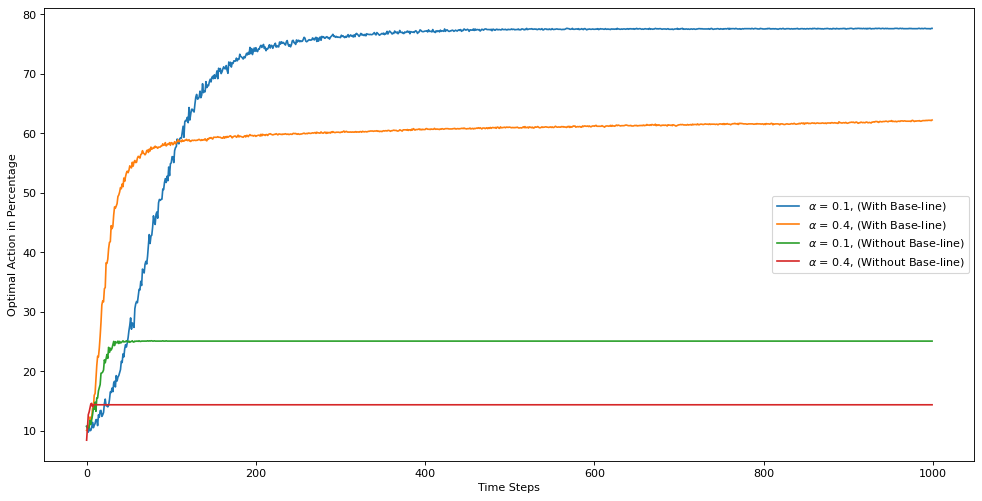 80
70
60
50
40
30
20
10
Optimal Action in Percentage
α = 0.1, (With Base-line)
α = 0.4, (With Base-line)
α = 0.1, (Without Base-line)
α = 0.4, (Without Base-line)
0 200 400 600 800 1000
Time Steps